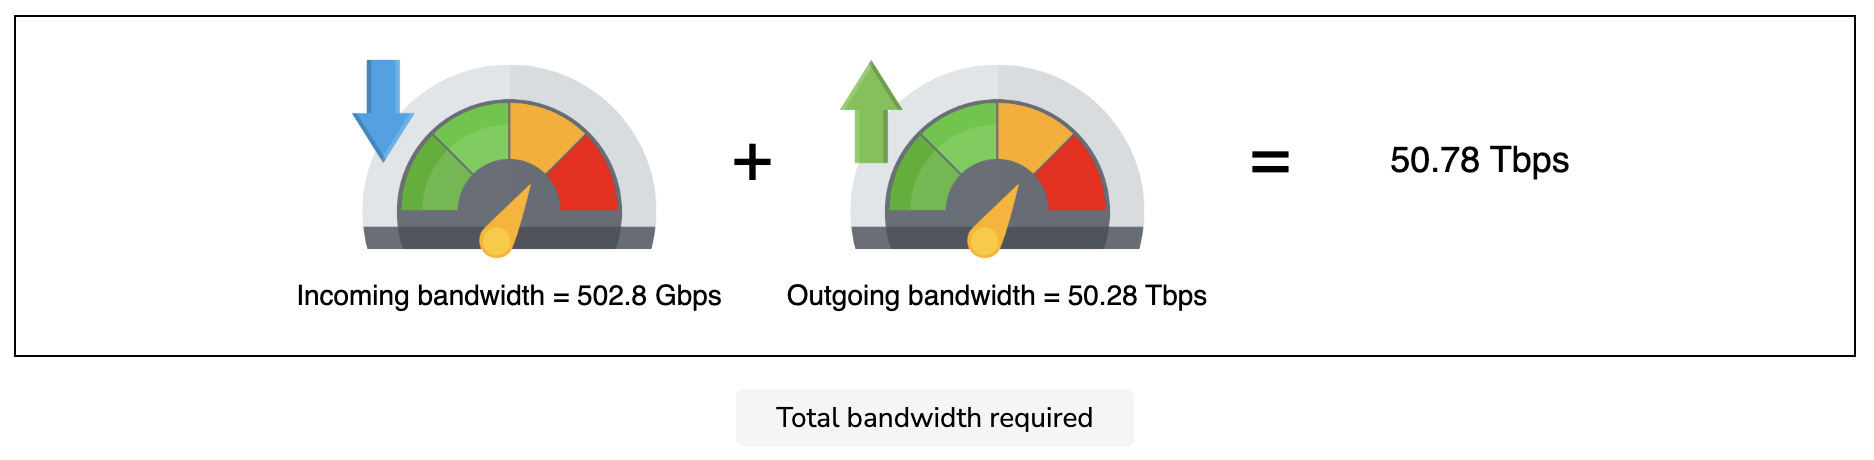 +
=
50.78 Tbps
Incoming bandwidth = 502.8 Gbps
Outgoing bandwidth = 50.28 Tbps
Total bandwidth required